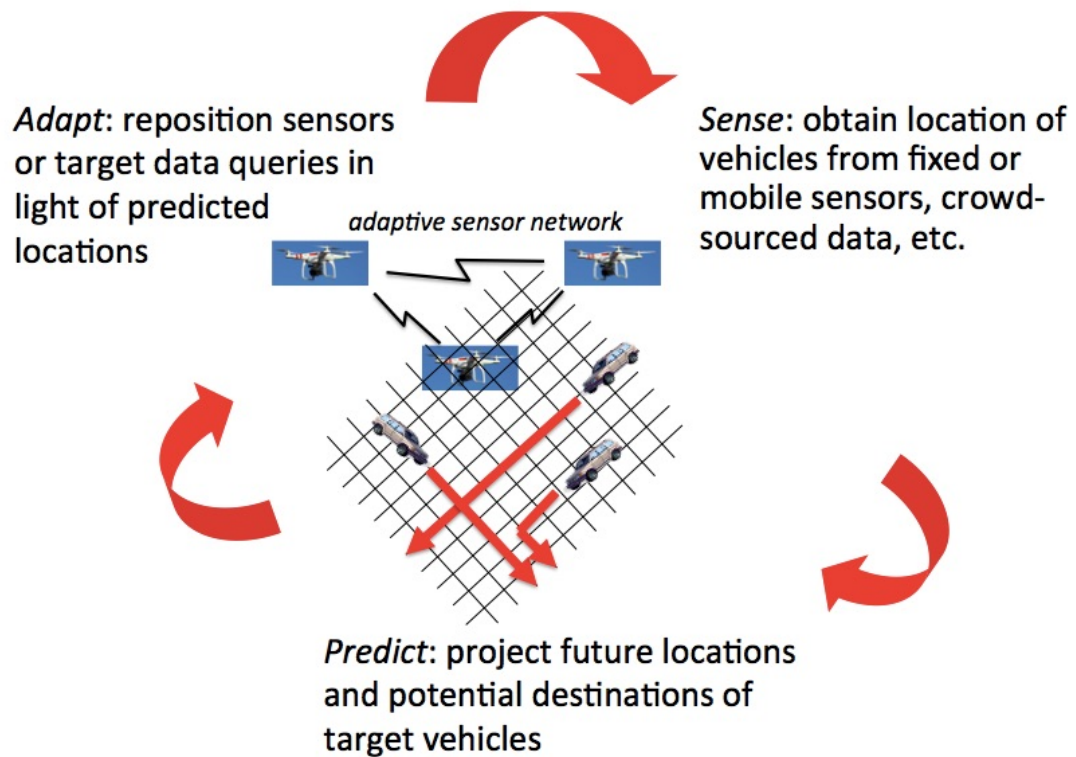 Adapt: reposition sensors
or target data queries in
light of predicted
locations
Sense: obtain location of
vehicles from fixed or
mobile sensors, crowd-
sourced data, etc.
adaptive sensor network
Predict: project future locations
and potential destinations of
target vehicles